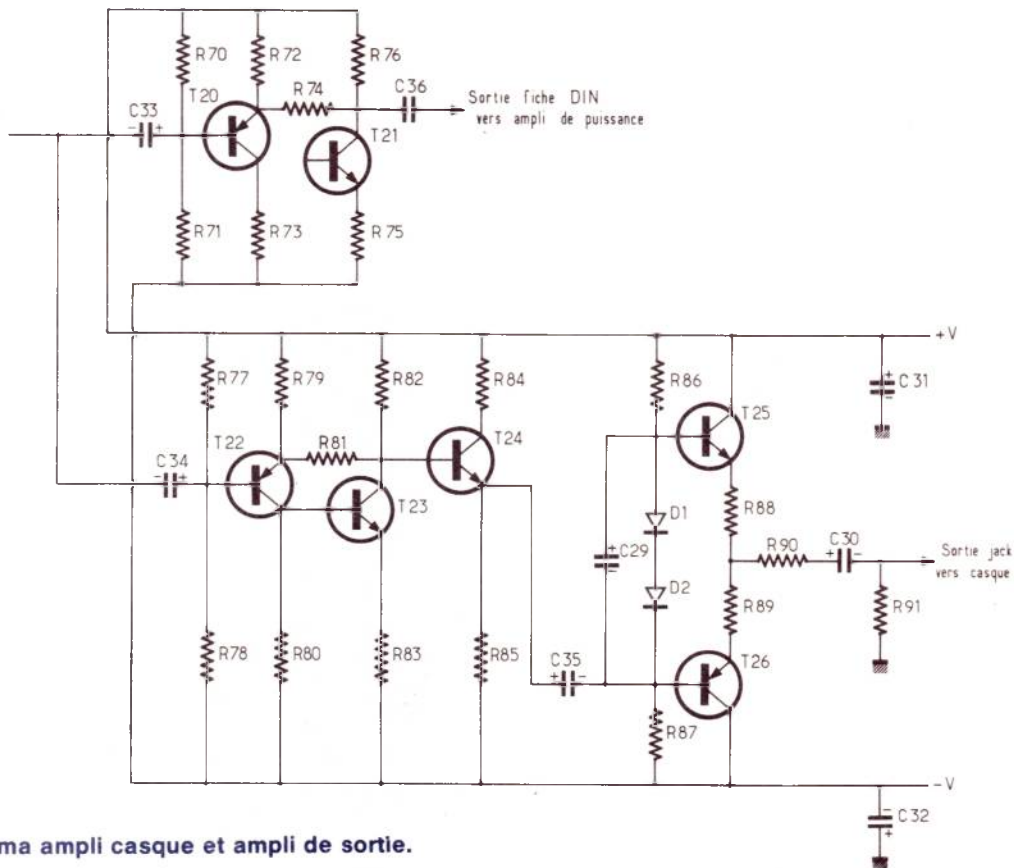 R70
R72
R76
T20
R74
C36
C33
Sortie fiche DIN
vers ampli de puissance
T21
R71
R73
R75
+V
R77
R79
R82
R84
R86
C31
T25
T22
R81
T24
C34
T23
D1
R88
C29
R90
C30
Sortie jack
vers casque
D2
R89
R91
R78
R80
R83
R85
C35
T26
R87
-V
C32
ma ampli casque et ampli de sortie.